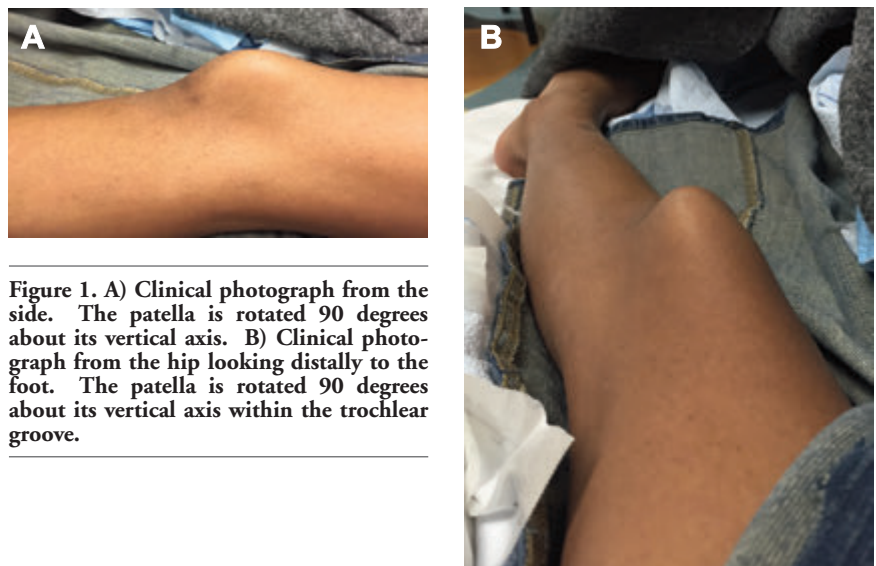 A
B
Figure 1. A) Clinical photograph from the
side. The patella is rotated 90 degrees
about its vertical axis. B) Clinical photo-
graph from the hip looking distally to the
foot. The patella is rotated 90 degrees
about its vertical axis within the trochlear
groove.